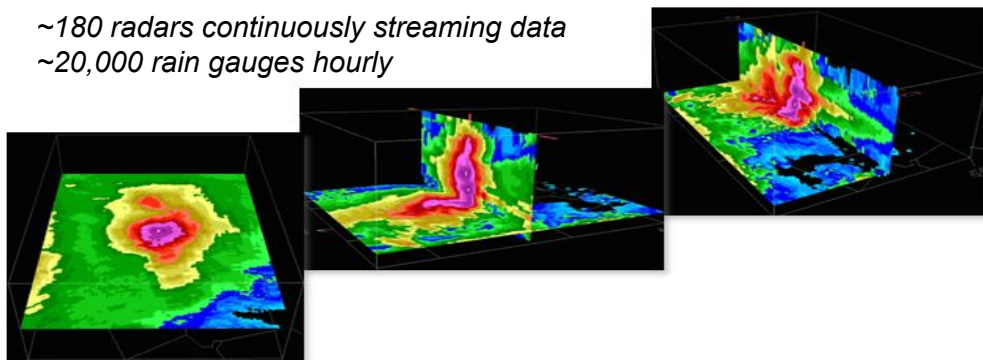 ~180 radars continuously streaming data
~20,000 rain gauges hourly